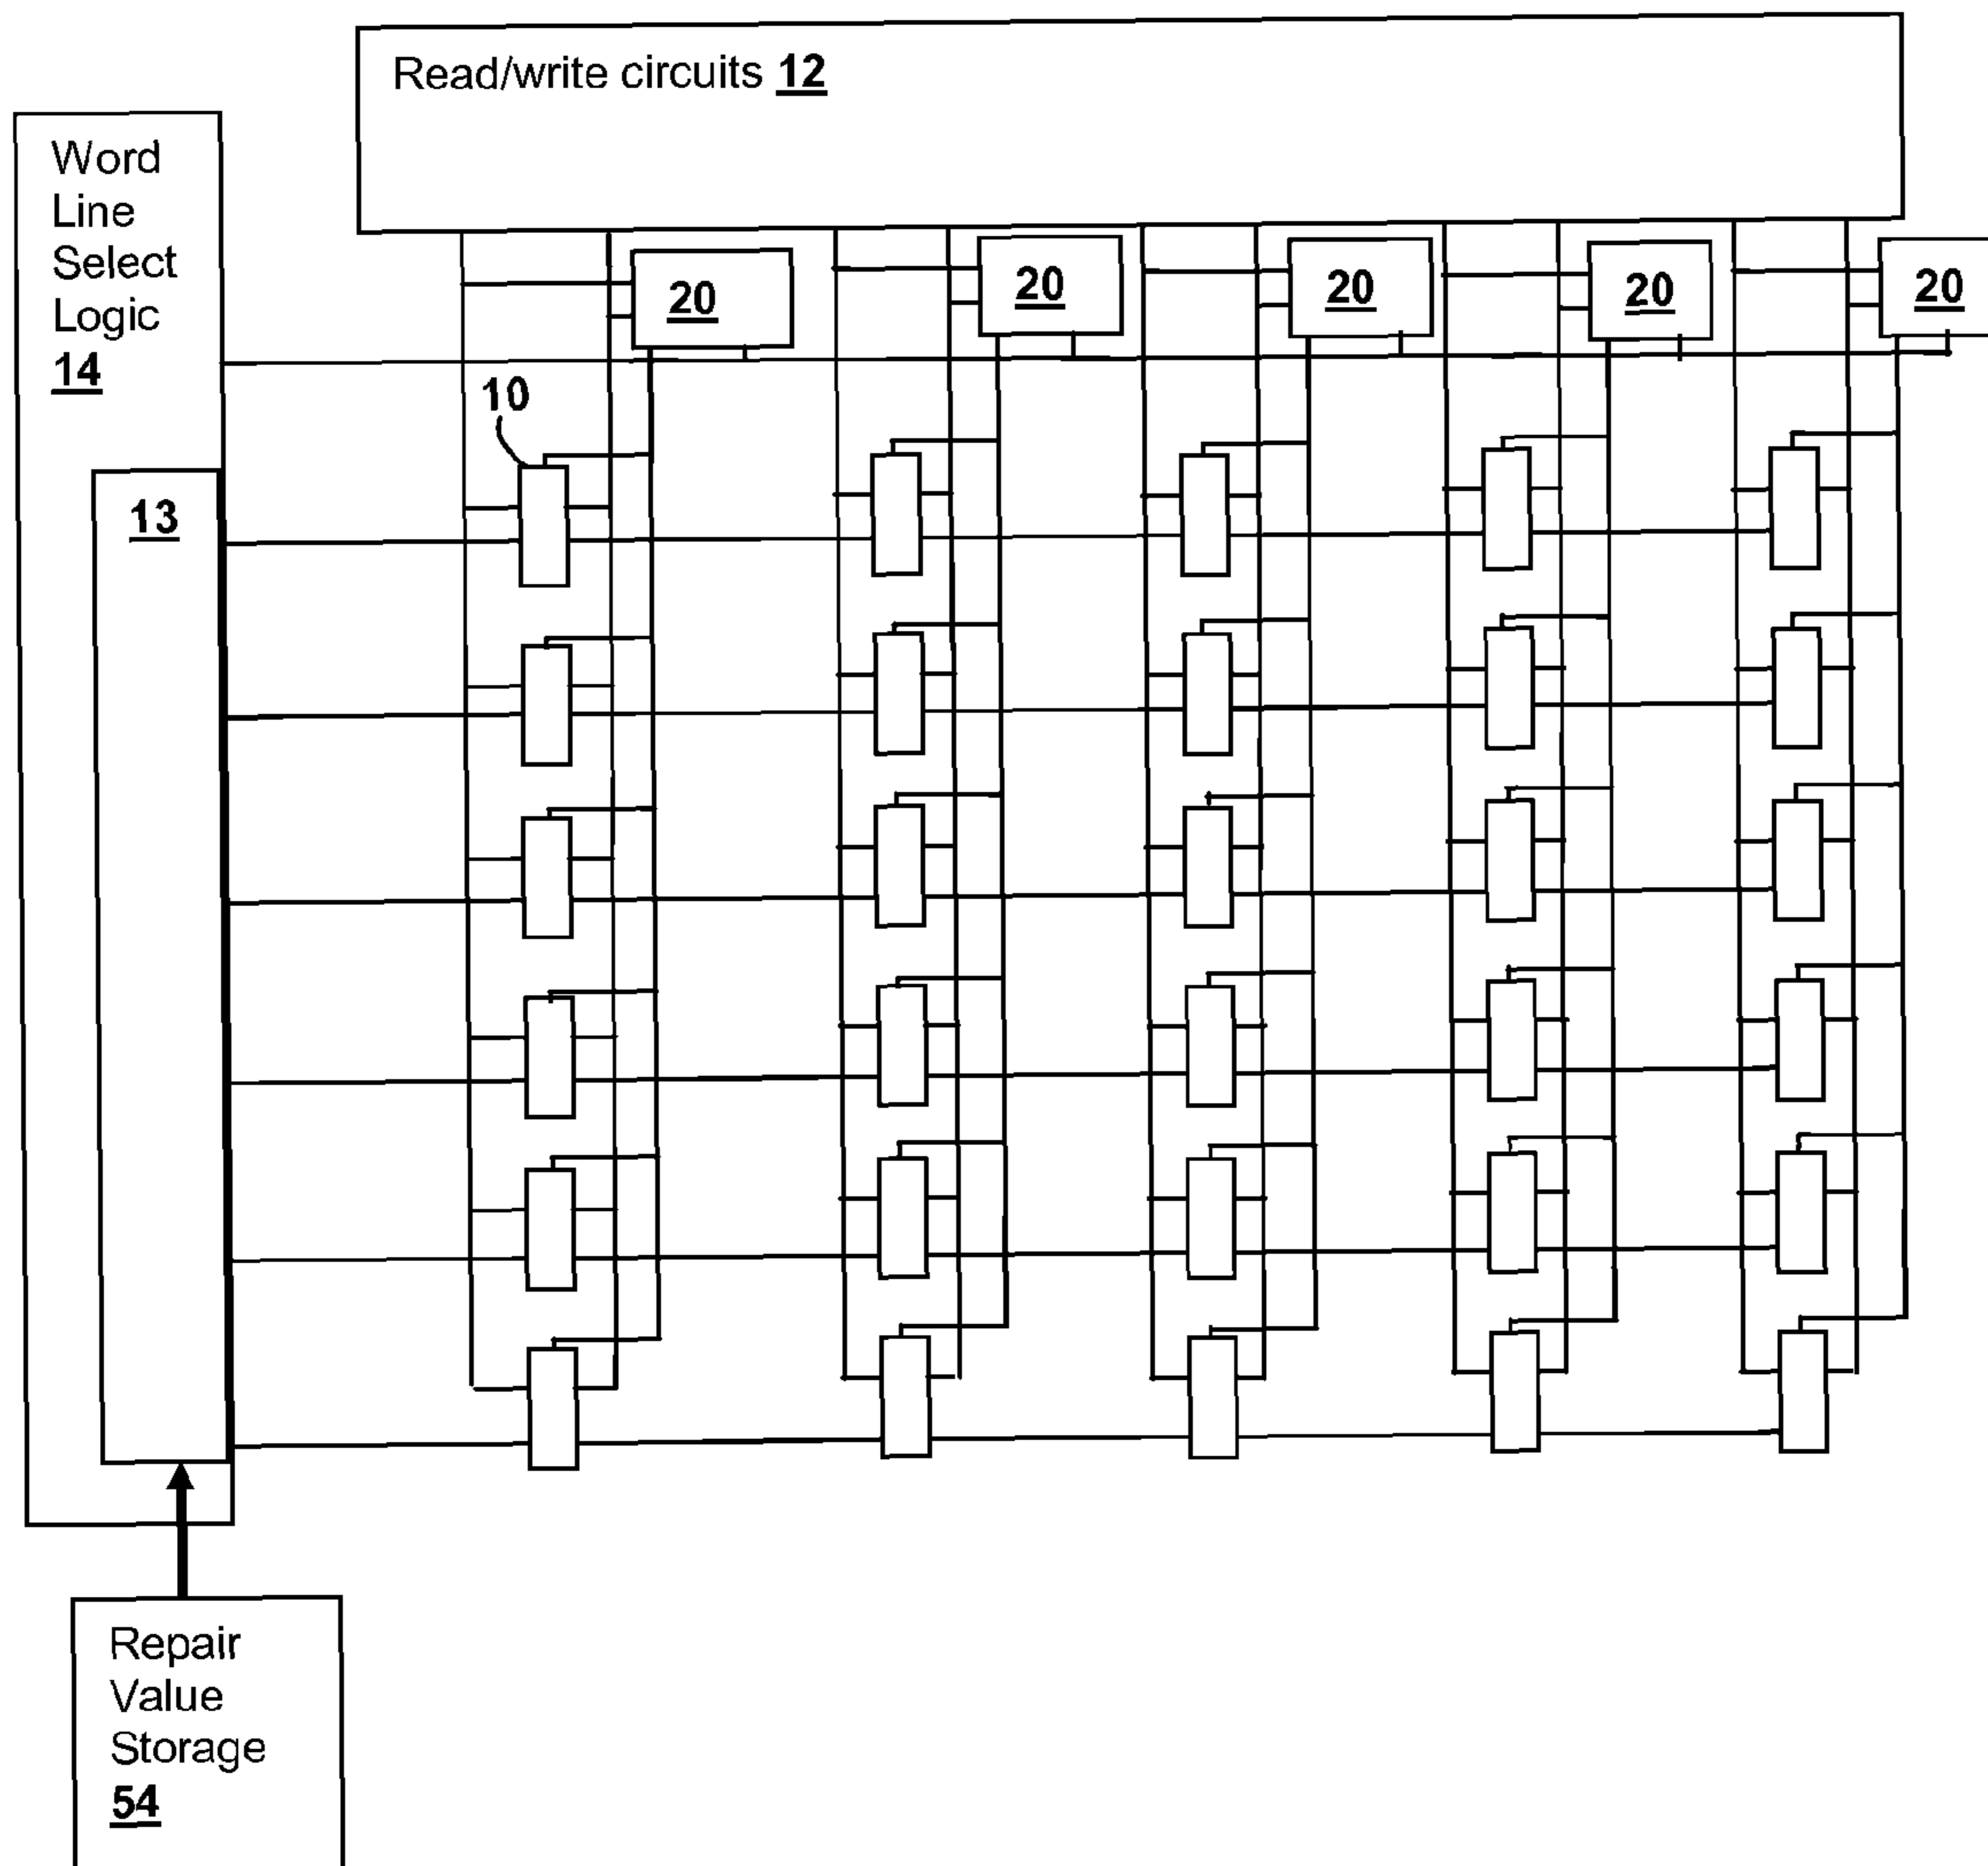 Read/write circuits 12
Word
Line
Select
Logic
14
20
20
20
20
20
10
13
Repair
Value
Storage
54